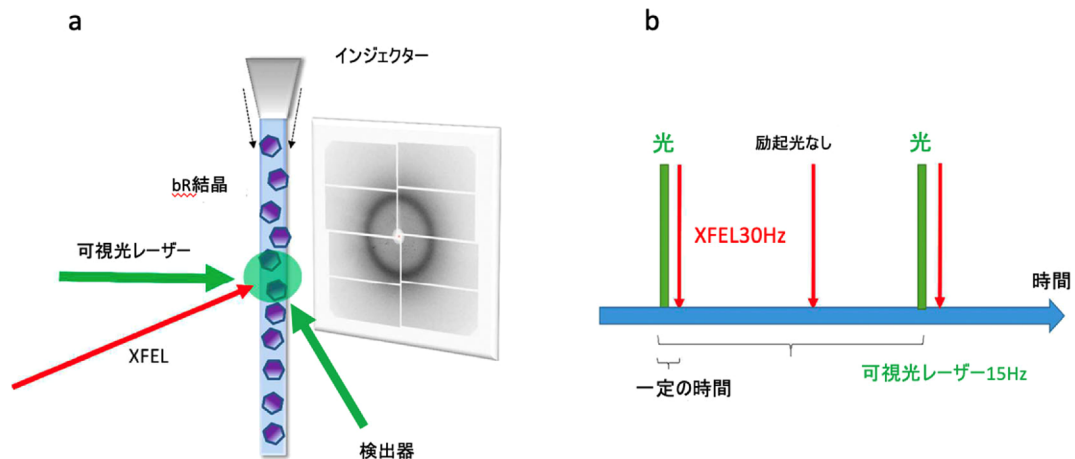 a
インジェクター
bR結晶
可視光レーザー
XFEL
検出器
b
光
励起光なし
光
XFEL30Hz
時間
一定の時間
可視光レーザー15Hz